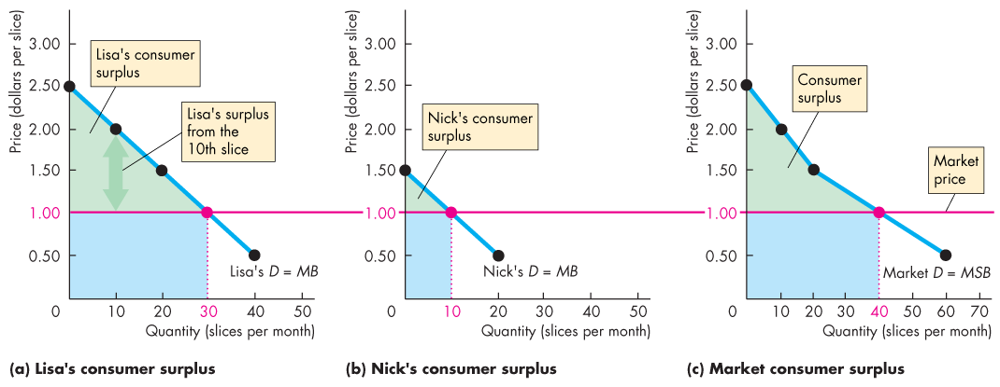 Price (dollars per slice)
3.00
2.50
2.00
1.50
1.00
0.50
0
10
20
30
40
50
Quantity (slices per month)
Lisa's consumer
surplus
Lisa's surplus
from the
10th slice
Lisa's D = MB
(a) Lisa's consumer surplus
Price (dollars per slice)
3.00
2.50
2.00
1.50
1.00
0.50
0
10
20
30
40
50
Quantity (slices per month)
Nick's consumer
surplus
Nick's D = MB
(b) Nick's consumer surplus
Price (dollars per slice)
3.00
2.50
2.00
1.50
1.00
0.50
0
10
20
30
40
50
60
70
Quantity (slices per month)
Consumer
surplus
Market
price
Market D = MSB
(c) Market consumer surplus